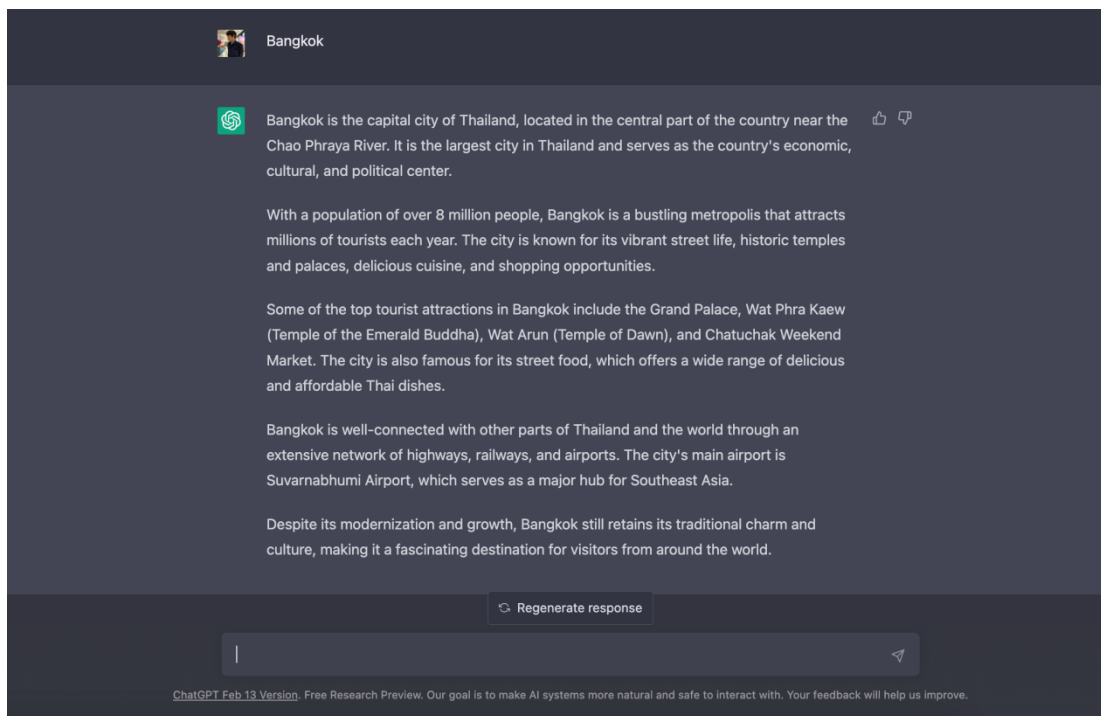 Bangkok
Bangkok is the capital city of Thailand, located in the central part of the country near the
Chao Phraya River. It is the largest city in Thailand and serves as the country's economic,
cultural, and political center.
With a population of over 8 million people, Bangkok is a bustling metropolis that attracts
millions of tourists each year. The city is known for its vibrant street life, historic temples
and palaces, delicious cuisine, and shopping opportunities.
Some of the top tourist attractions in Bangkok include the Grand Palace, Wat Phra Kaew
(Temple of the Emerald Buddha), Wat Arun (Temple of Dawn), and Chatuchak Weekend
Market. The city is also famous for its street food, which offers a wide range of delicious
and affordable Thai dishes.
Bangkok is well-connected with other parts of Thailand and the world through an
extensive network of highways, railways, and airports. The city's main airport is
Suvarnabhumi Airport, which serves as a major hub for Southeast Asia.
Despite its modernization and growth, Bangkok still retains its traditional charm and
culture, making it a fascinating destination for visitors from around the world.
Regenerate response
ChatGPT Feb 13 Version. Free Research Preview. Our goal is to make AI systems more natural and safe to interact with. Your feedback will help us improve.